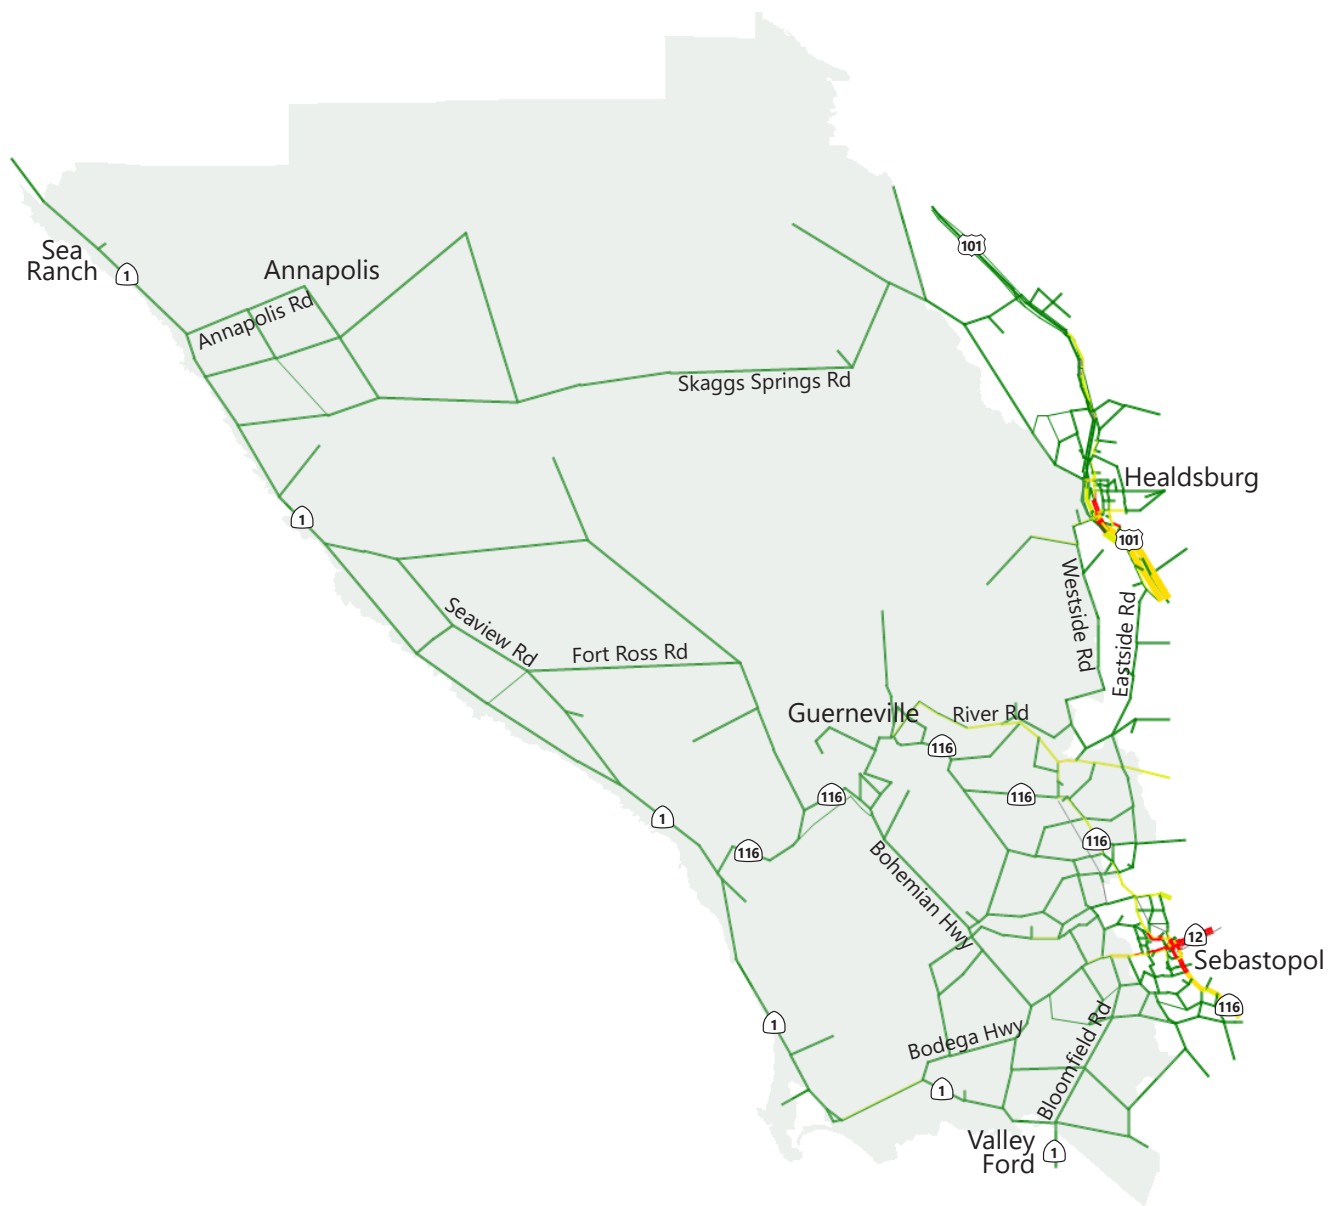 101
Sea
Ranch
1
Annapolis
Annapolis Rd
Skaggs Springs Rd
Healdsburg
1
101
Westside Rd
Eastside Rd
Seaview Rd
Fort Ross Rd
Guerneville
River Rd
116
116
116
1
116
116
Bohemian Hwy
12
Sebastopol
116
1
Bodega Hwy
Bloomfield Rd
1
Valley
Ford
1